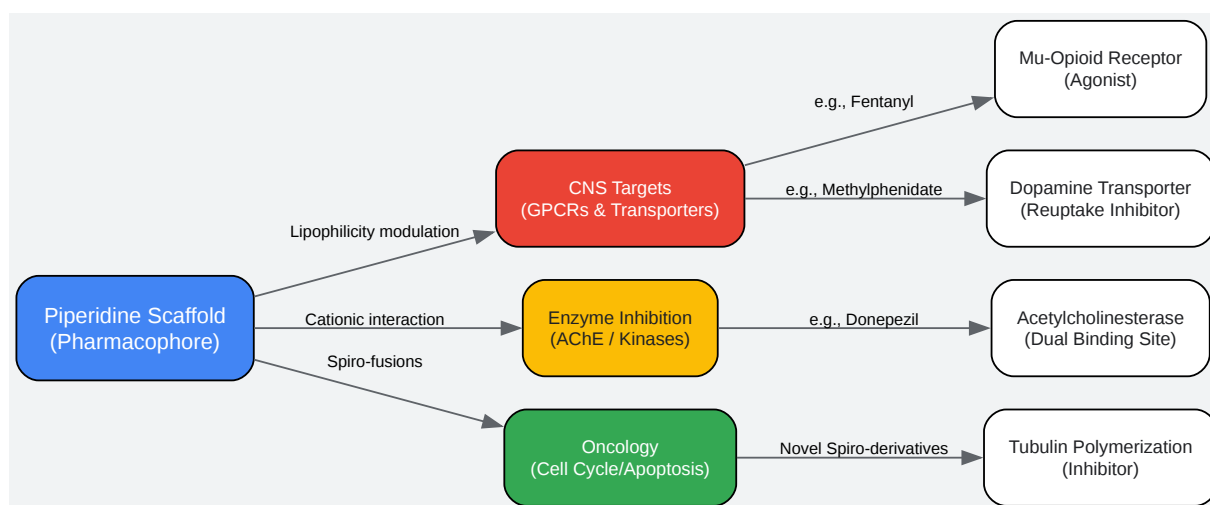 Piperidine Scaffold
(Pharmacophore)
Lipophilicity modulation
Cationic interaction
Spiro-fusions
CNS Targets
(GPCRs & Transporters)
Enzyme Inhibition
(AChE / Kinases)
Oncology
(Cell Cycle/Apoptosis)
e.g., Fentanyl
e.g., Methylphenidate
e.g., Donepezil
Novel Spiro-derivatives
Mu-Opioid Receptor
(Agonist)
Dopamine Transporter
(Reuptake Inhibitor)
Acetylcholinesterase
(Dual Binding Site)
Tubulin Polymerization
(Inhibitor)